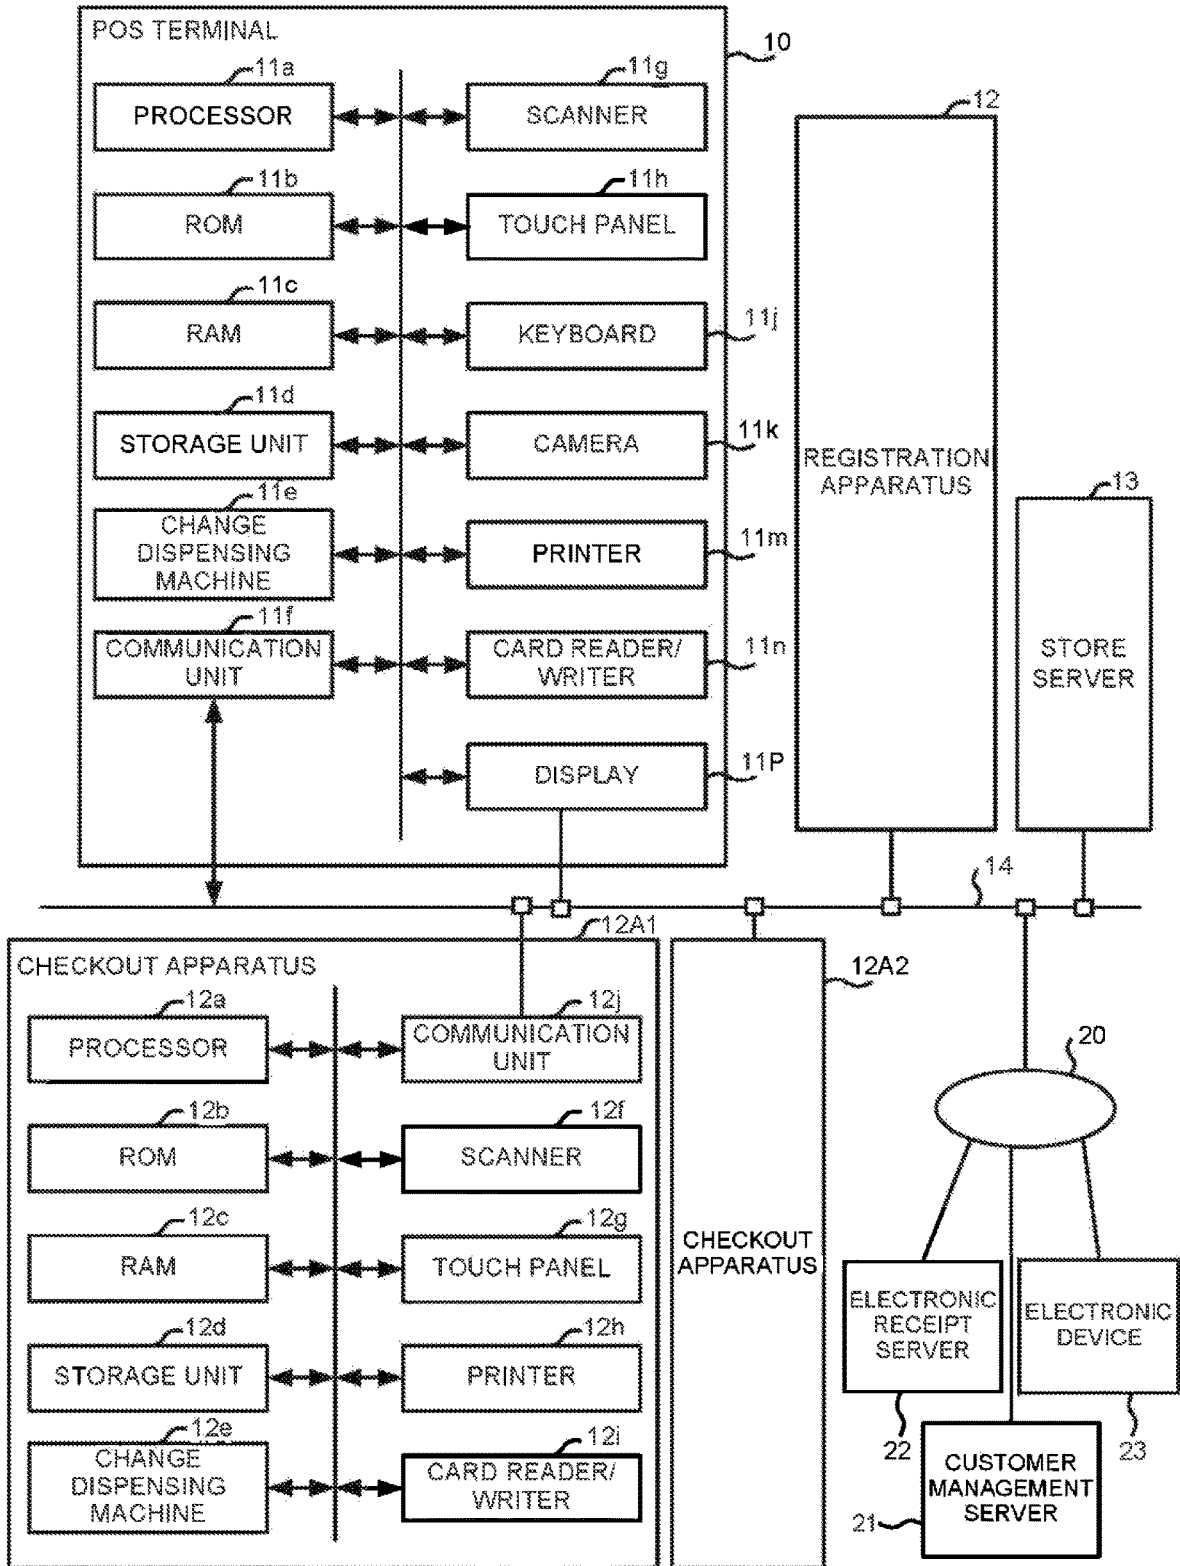 POS TERMINAL
10
11a
PROCESSOR
11g
SCANNER
11b
ROM
11h
TOUCH PANEL
11c
RAM
KEYBOARD
11j
11d
STORAGE UNIT
CAMERA
11k
11e
CHANGE
DISPENSING
MACHINE
PRINTER
11m
11f
COMMUNICATION
UNIT
CARD READER/
WRITER
11n
DISPLAY
11P
12
REGISTRATION
APPARATUS
13
STORE
SERVER
14
12A1
CHECKOUT APPARATUS
12a
PROCESSOR
12j
COMMUNICATION
UNIT
12b
ROM
12f
SCANNER
12c
RAM
12g
TOUCH PANEL
12d
STORAGE UNIT
12h
PRINTER
12e
CHANGE
DISPENSING
MACHINE
12i
CARD READER/
WRITER
12A2
CHECKOUT
APPARATUS
20
ELECTRONIC
RECEIPT
SERVER
22
ELECTRONIC
DEVICE
23
CUSTOMER
MANAGEMENT
SERVER
21